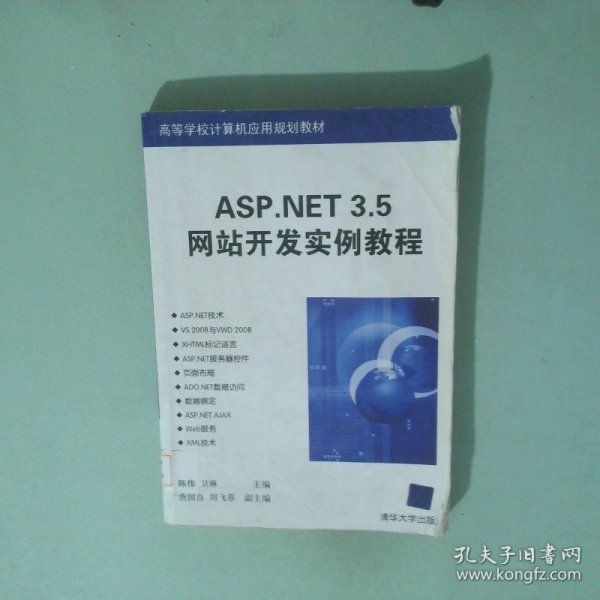 高等学校计算机应用规划教材
ASP.NET 3.5
网站开发实例教程
◆ ASP.NET技术
◆ VS 2008与VWD 2008
◆ XHTML标记语言
◆ ASP.NET服务器控件
◆ 页面布局
◆ ADO.NET数据访问
◆ 数据绑定
◆ ASP.NET AJAX
◆ Web服务
◆ XML技术
陈伟 卫琳 主编
唐国良 周飞菲 副主编
清华大学出版
孔夫子旧书网
www.kongfz.com